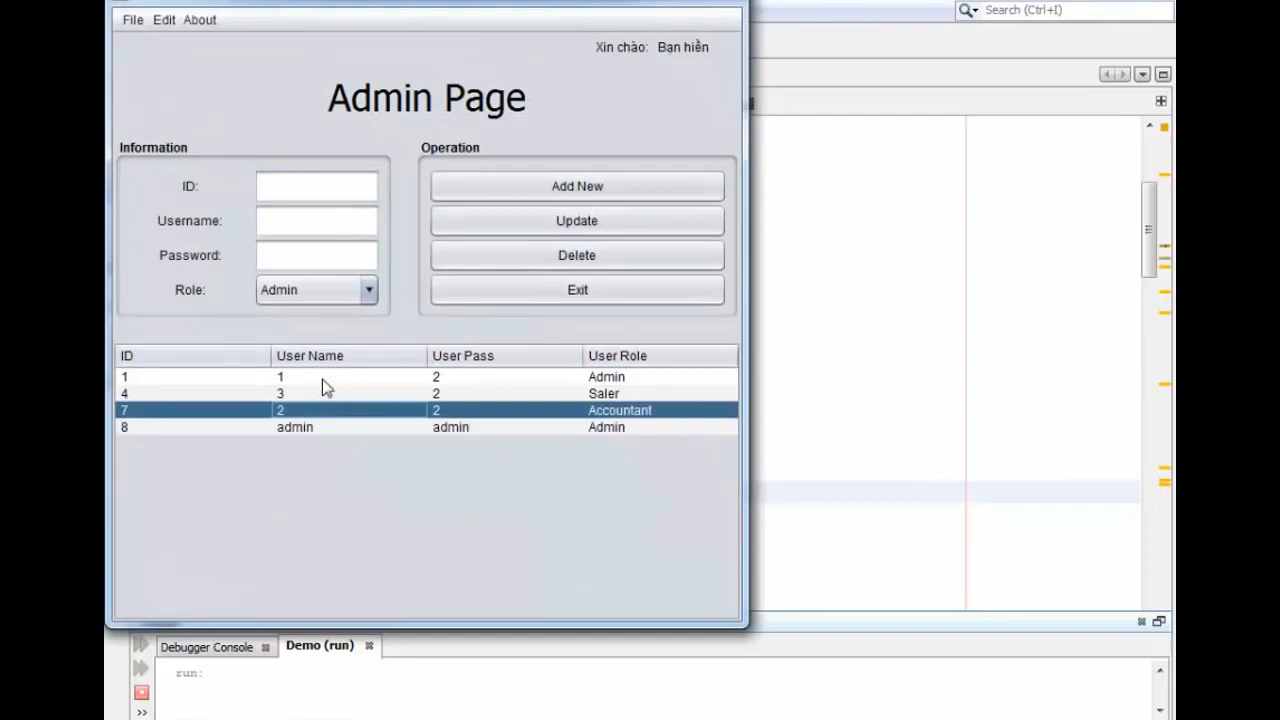 File Edit About
Search (Ctrl+I)
Xin chào: Bạn hiền
Admin Page
Information
Operation
ID:
Add New
Username:
Update
Password:
Delete
Role: Admin
Exit
ID User Name User Pass User Role
1 1 2 Admin
4 3 2 Saler
7 2 2 Accountant
8 admin admin Admin
Debugger Console
Demo (run)
run: